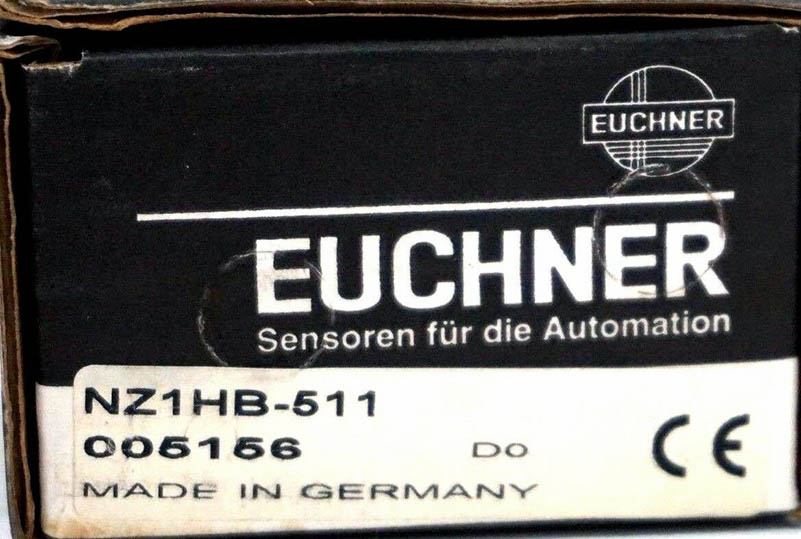 EUCHNER
EUCHNER
Sensoren für die Automation
NZ1HB-511
005156 Do
MADE IN GERMANY
CE